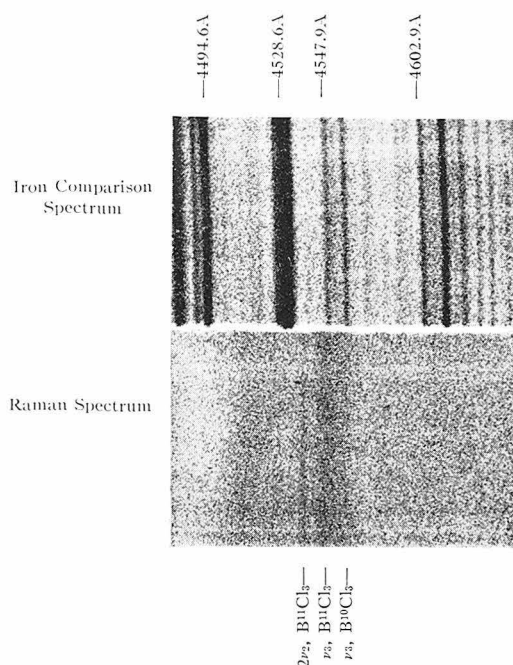 —4494.6A
—4528.6A
—4547.9A
—4602.9A
Iron Comparison
Spectrum
Raman Spectrum
2ν₂, B¹¹Cl₃—
ν₃, B¹¹Cl₃—
ν₃, B¹⁰Cl₃—